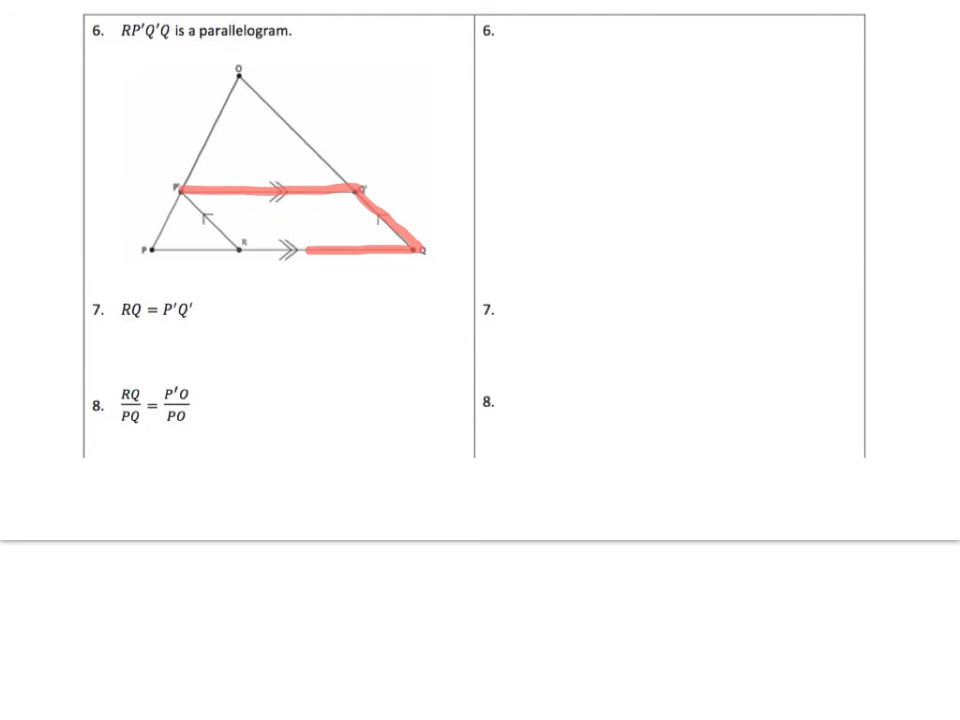 6. RP'Q'Q is a parallelogram.
6.
O
P'
Q'
R
P
Q
7. RQ = P'Q'
7.
8. RQ/PQ = P'O/PO
8.